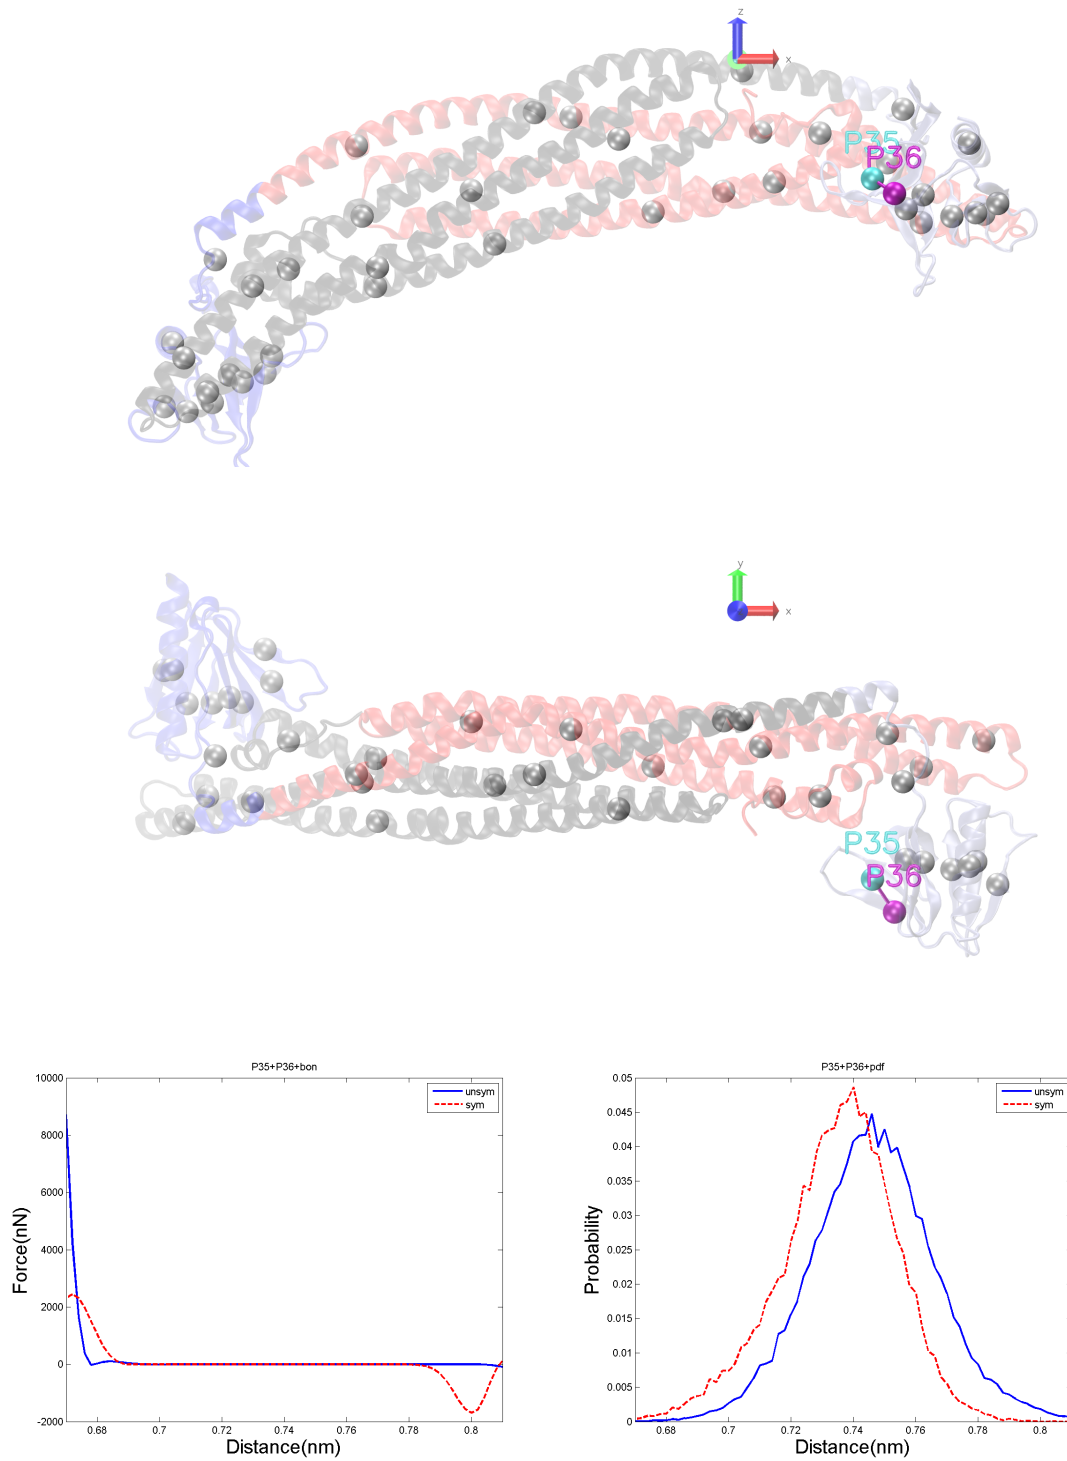 z
x
P35
P36
y
x
P35
P36
P35+P36+bon
10000
8000
6000
4000
2000
0
-2000
Force(nN)
unsym
sym
0.68
0.7
0.72
0.74
0.76
0.78
0.8
Distance(nm)
P35+P36+pdf
0.05
0.045
0.04
0.035
0.03
0.025
0.02
0.015
0.01
0.005
0
Probability
unsym
sym
0.68
0.7
0.72
0.74
0.76
0.78
0.8
Distance(nm)